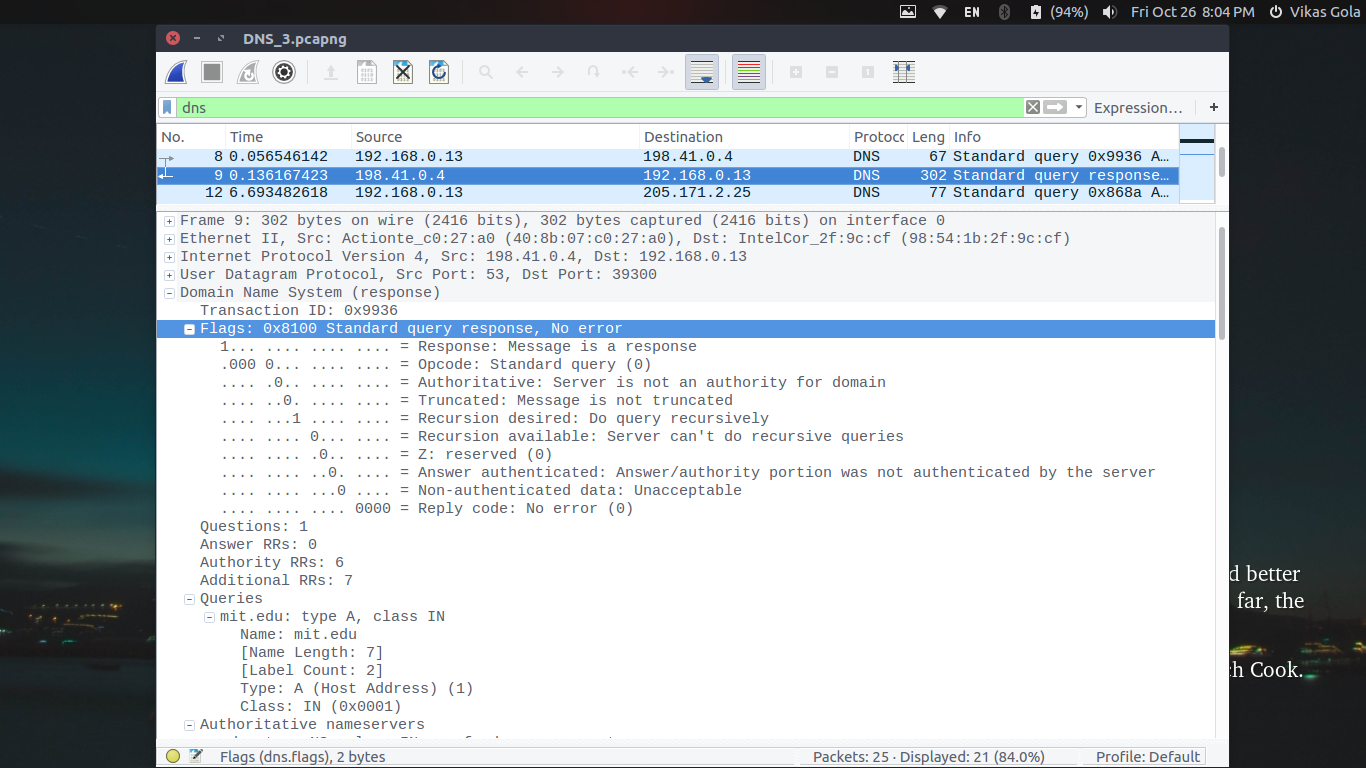 EN (94%) Fri Oct 26 8:04 PM Vikas Gola
DNS_3.pcapng
dns Expression… +
No. Time Source Destination Protocc Leng Info
8 0.056546142 192.168.0.13 198.41.0.4 DNS 67 Standard query 0x9936 A…
9 0.136167423 198.41.0.4 192.168.0.13 DNS 302 Standard query response…
12 6.693482618 192.168.0.13 205.171.2.25 DNS 77 Standard query 0x868a A…
Frame 9: 302 bytes on wire (2416 bits), 302 bytes captured (2416 bits) on interface 0
Ethernet II, Src: Actionte_c0:27:a0 (40:8b:07:c0:27:a0), Dst: IntelCor_2f:9c:cf (98:54:1b:2f:9c:cf)
Internet Protocol Version 4, Src: 198.41.0.4, Dst: 192.168.0.13
User Datagram Protocol, Src Port: 53, Dst Port: 39300
Domain Name System (response)
Transaction ID: 0x9936
Flags: 0x8100 Standard query response, No error
1... .... .... .... = Response: Message is a response
.000 0... .... .... = Opcode: Standard query (0)
.... .0.. .... .... = Authoritative: Server is not an authority for domain
.... ..0. .... .... = Truncated: Message is not truncated
.... ...1 .... .... = Recursion desired: Do query recursively
.... .... 0... .... = Recursion available: Server can't do recursive queries
.... .... .0.. .... = Z: reserved (0)
.... .... ..0. .... = Answer authenticated: Answer/authority portion was not authenticated by the server
.... .... ...0 .... = Non-authenticated data: Unacceptable
.... .... .... 0000 = Reply code: No error (0)
Questions: 1
Answer RRs: 0
Authority RRs: 6
Additional RRs: 7
Queries
mit.edu: type A, class IN
Name: mit.edu
[Name Length: 7]
[Label Count: 2]
Type: A (Host Address) (1)
Class: IN (0x0001)
Authoritative nameservers
d better
far, the
h Cook.
Flags (dns.flags), 2 bytes Packets: 25 · Displayed: 21 (84.0%) Profile: Default